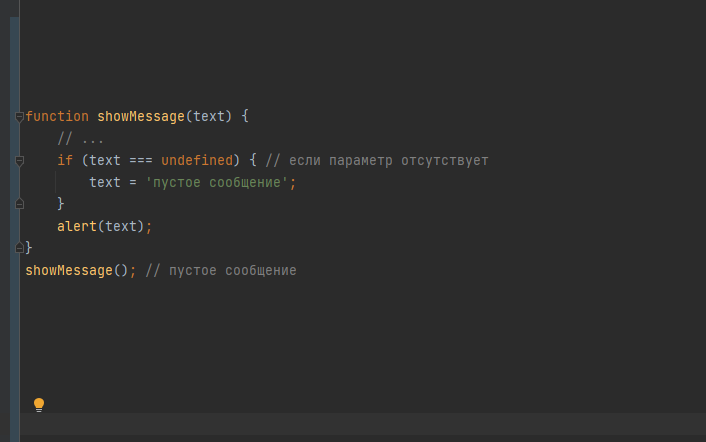 function showMessage(text) {
// ...
if (text === undefined) { // если параметр отсутствует
text = 'пустое сообщение';
}
alert(text);
}
showMessage(); // пустое сообщение